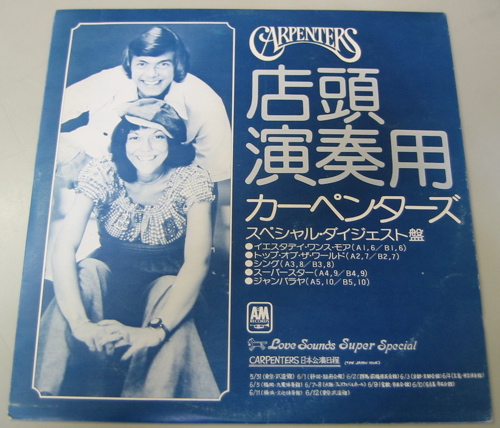 CARPENTERS
店頭
演奏用
カーペンターズ
スペシャル・ダイジェスト盤
●イエスタデイ・ワンス・モア(A1,6/B1,6)
●トップ・オブ・ザ・ワールド(A2,7/B2,7)
●シング(A3,8/B3,8)
●スーパースター(A4,9/B4,9)
●ジャンバラヤ(A5,10/B5,10)
A&M
RECORDS
Love Sounds Super Special
CARPENTERS 日本公演日程